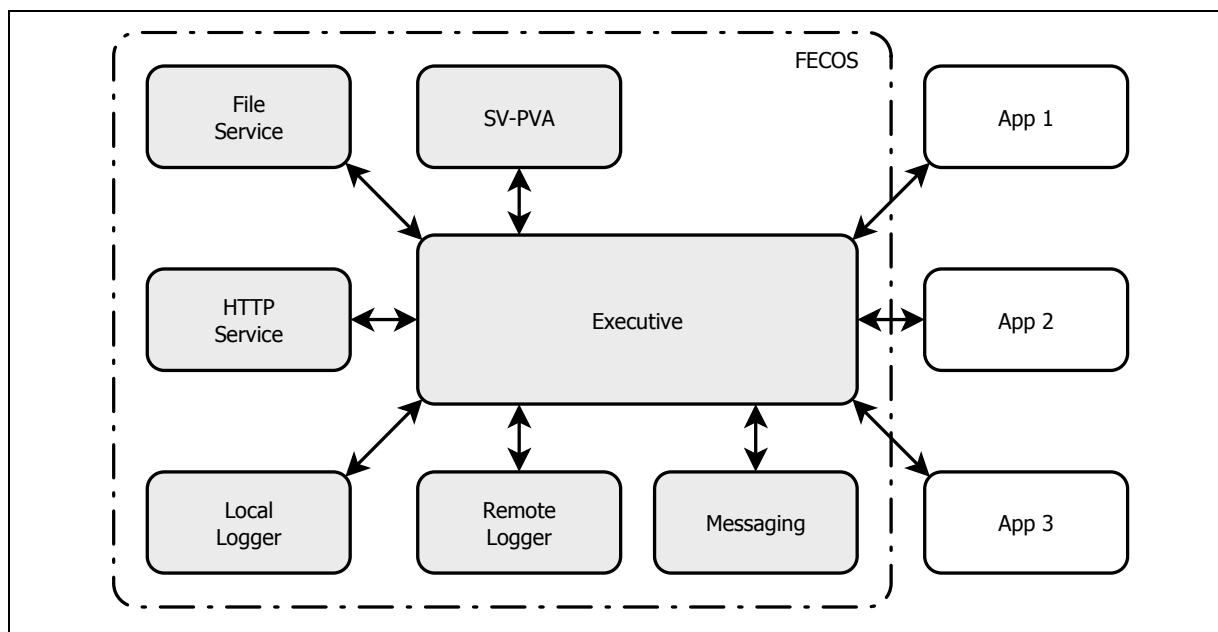 FECOS
File
Service
SV-PVA
App 1
HTTP
Service
Executive
App 2
Local
Logger
Remote
Logger
Messaging
App 3